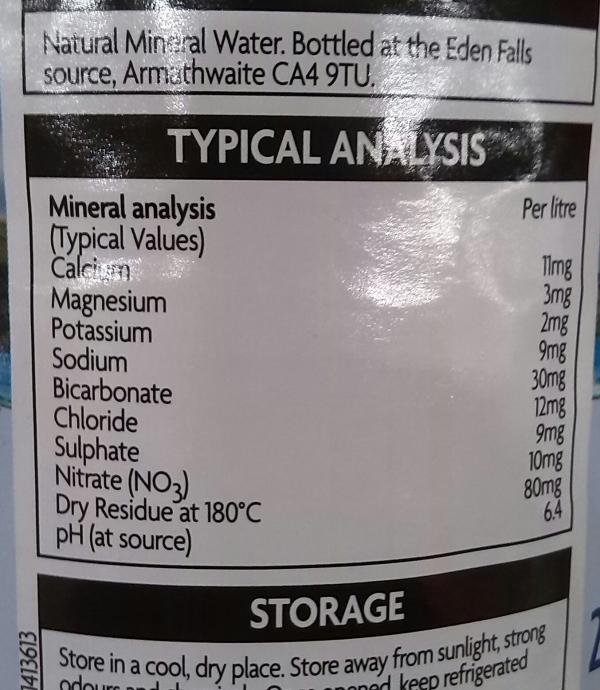 Natural Mineral Water. Bottled at the Eden Falls
source, Armathwaite CA4 9TU.
TYPICAL ANALYSIS
Mineral analysis Per litre
(Typical Values)
Calcium 11mg
Magnesium 3mg
Potassium 2mg
Sodium 9mg
Bicarbonate 30mg
Chloride 12mg
Sulphate 9mg
Nitrate (NO3) 10mg
Dry Residue at 180°C 80mg
pH (at source) 6.4
STORAGE
Store in a cool, dry place. Store away from sunlight, strong
keep refrigerated
1413613